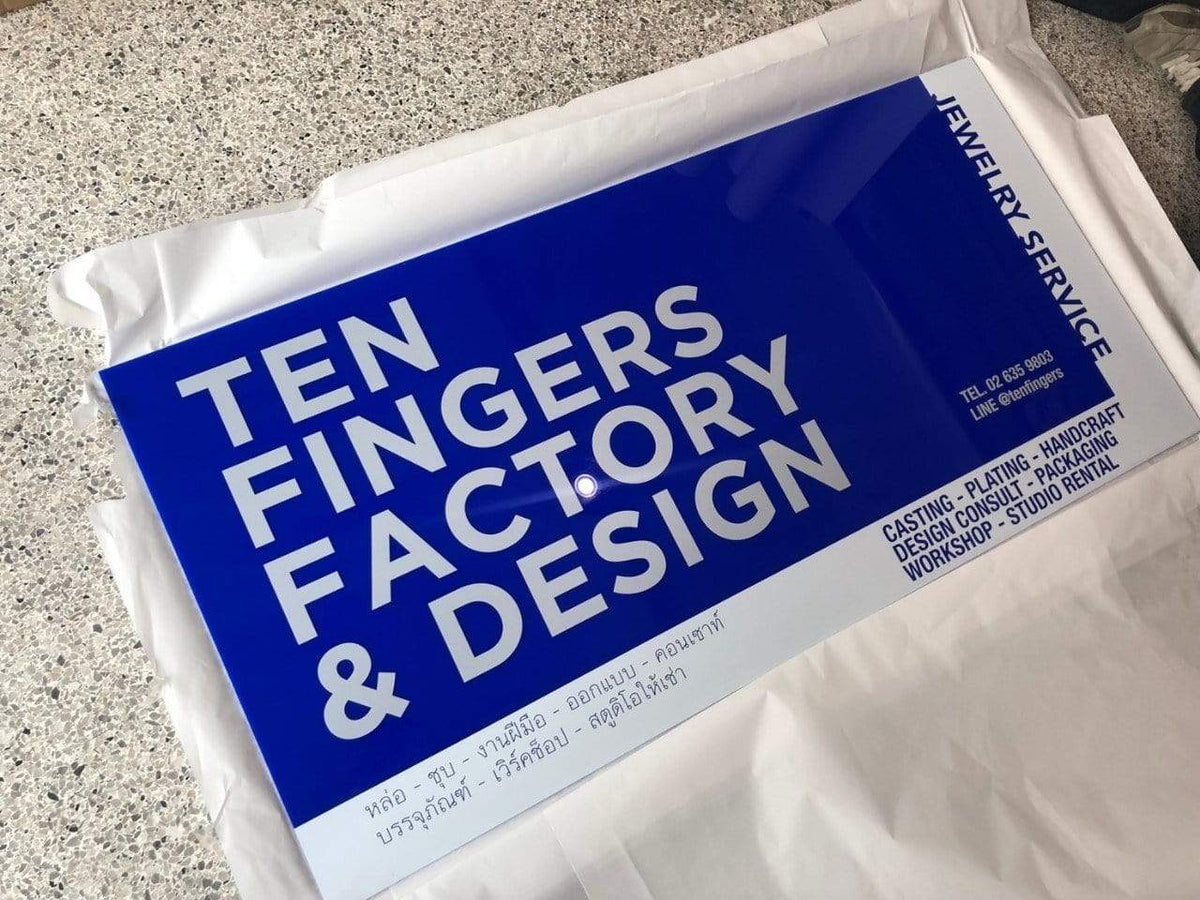 TEN
FINGERS
FACTORY
& DESIGN
JEWELRY SERVICE
TEL. 02 635 9803
LINE @tenfingers
CASTING - PLATING - HANDCRAFT
DESIGN CONSULT - PACKAGING
WORKSHOP - STUDIO RENTAL
หล่อ - ชุบ - งานฝีมือ - ออกแบบ - คอนเซาท์
บรรจุภัณฑ์ - เวิร์คช็อป - สตูดิโอให้เช่า